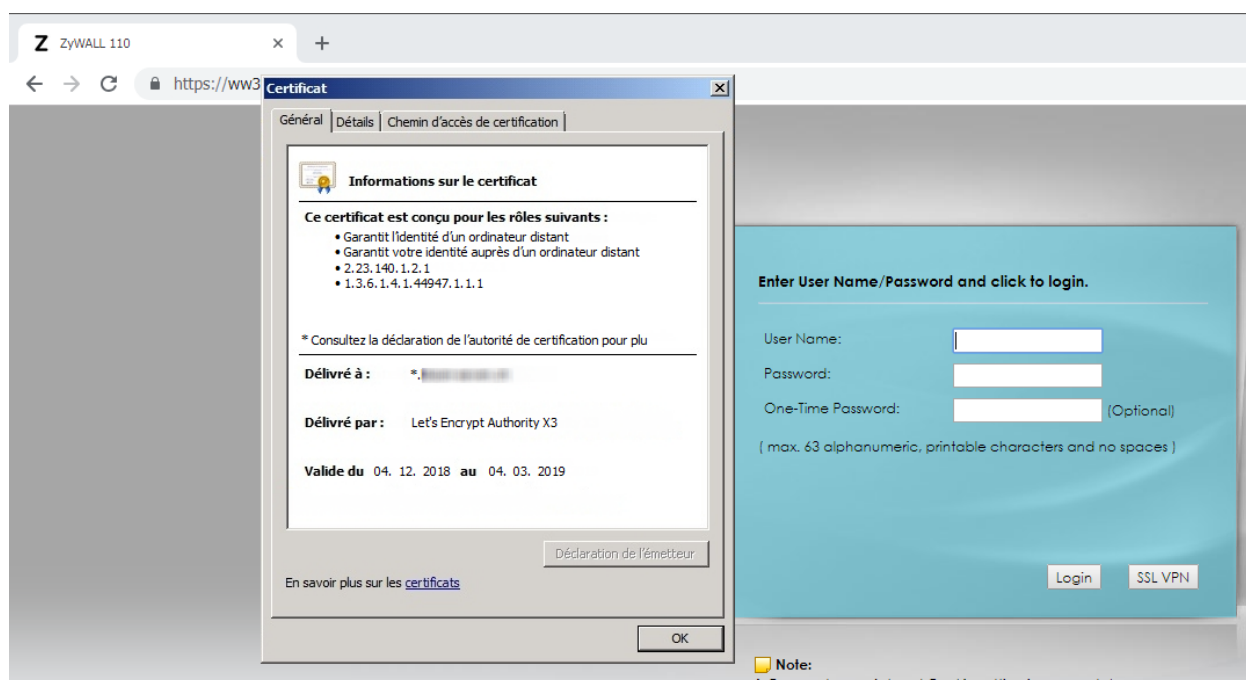 Z ZyWALL 110
https://ww3
Certificat
Général Détails Chemin d'accès de certification
Informations sur le certificat
Ce certificat est conçu pour les rôles suivants :
• Garantit l'identité d'un ordinateur distant
• Garantit votre identité auprès d'un ordinateur distant
• 2.23.140.1.2.1
• 1.3.6.1.4.1.44947.1.1.1
* Consultez la déclaration de l'autorité de certification pour plu
Délivré à : *.
Délivré par : Let's Encrypt Authority X3
Valide du 04. 12. 2018 au 04. 03. 2019
Déclaration de l'émetteur
En savoir plus sur les certificats
OK
Enter User Name/Password and click to login.
User Name:
Password:
One-Time Password: (Optional)
( max. 63 alphanumeric, printable characters and no spaces )
Login SSL VPN
Note: